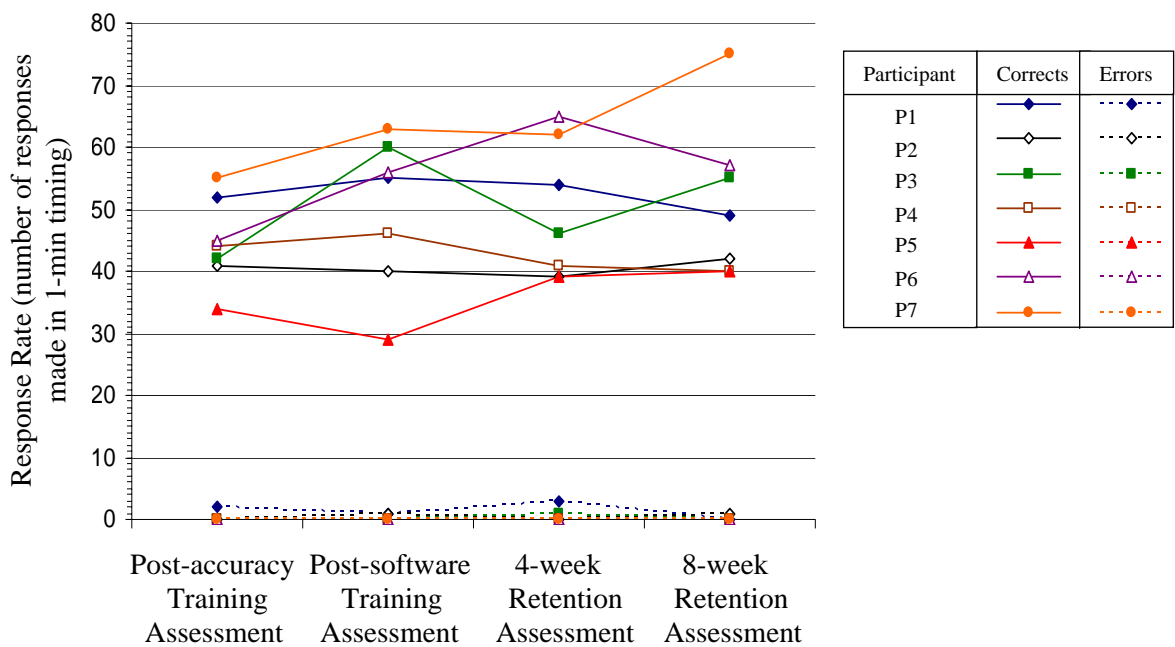 Response Rate (number of responses
made in 1-min timing)
80
70
60
50
40
30
20
10
0
Post-accuracy
Training
Assessment
Post-software
Training
Assessment
4-week
Retention
Assessment
8-week
Retention
Assessment
Participant Corrects Errors
P1
P2
P3
P4
P5
P6
P7